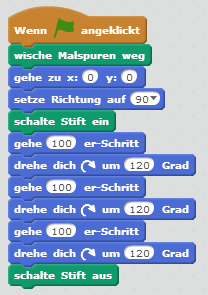 Wenn angeklickt
wische Malspuren weg
gehe zu x: 0 y: 0
setze Richtung auf 90
schalte Stift ein
gehe 100 er-Schritt
drehe dich um 120 Grad
gehe 100 er-Schritt
drehe dich um 120 Grad
gehe 100 er-Schritt
drehe dich um 120 Grad
schalte Stift aus